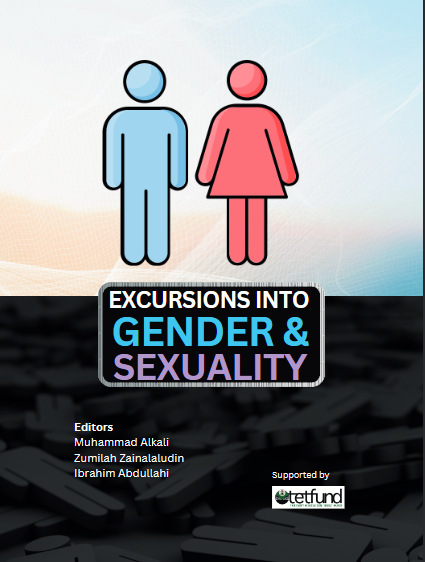 EXCURSIONS INTO
GENDER &
SEXUALITY
Editors
Muhammad Alkali
Zumilah Zainalaludin
Ibrahim Abdullahi
Supported by
tetfund